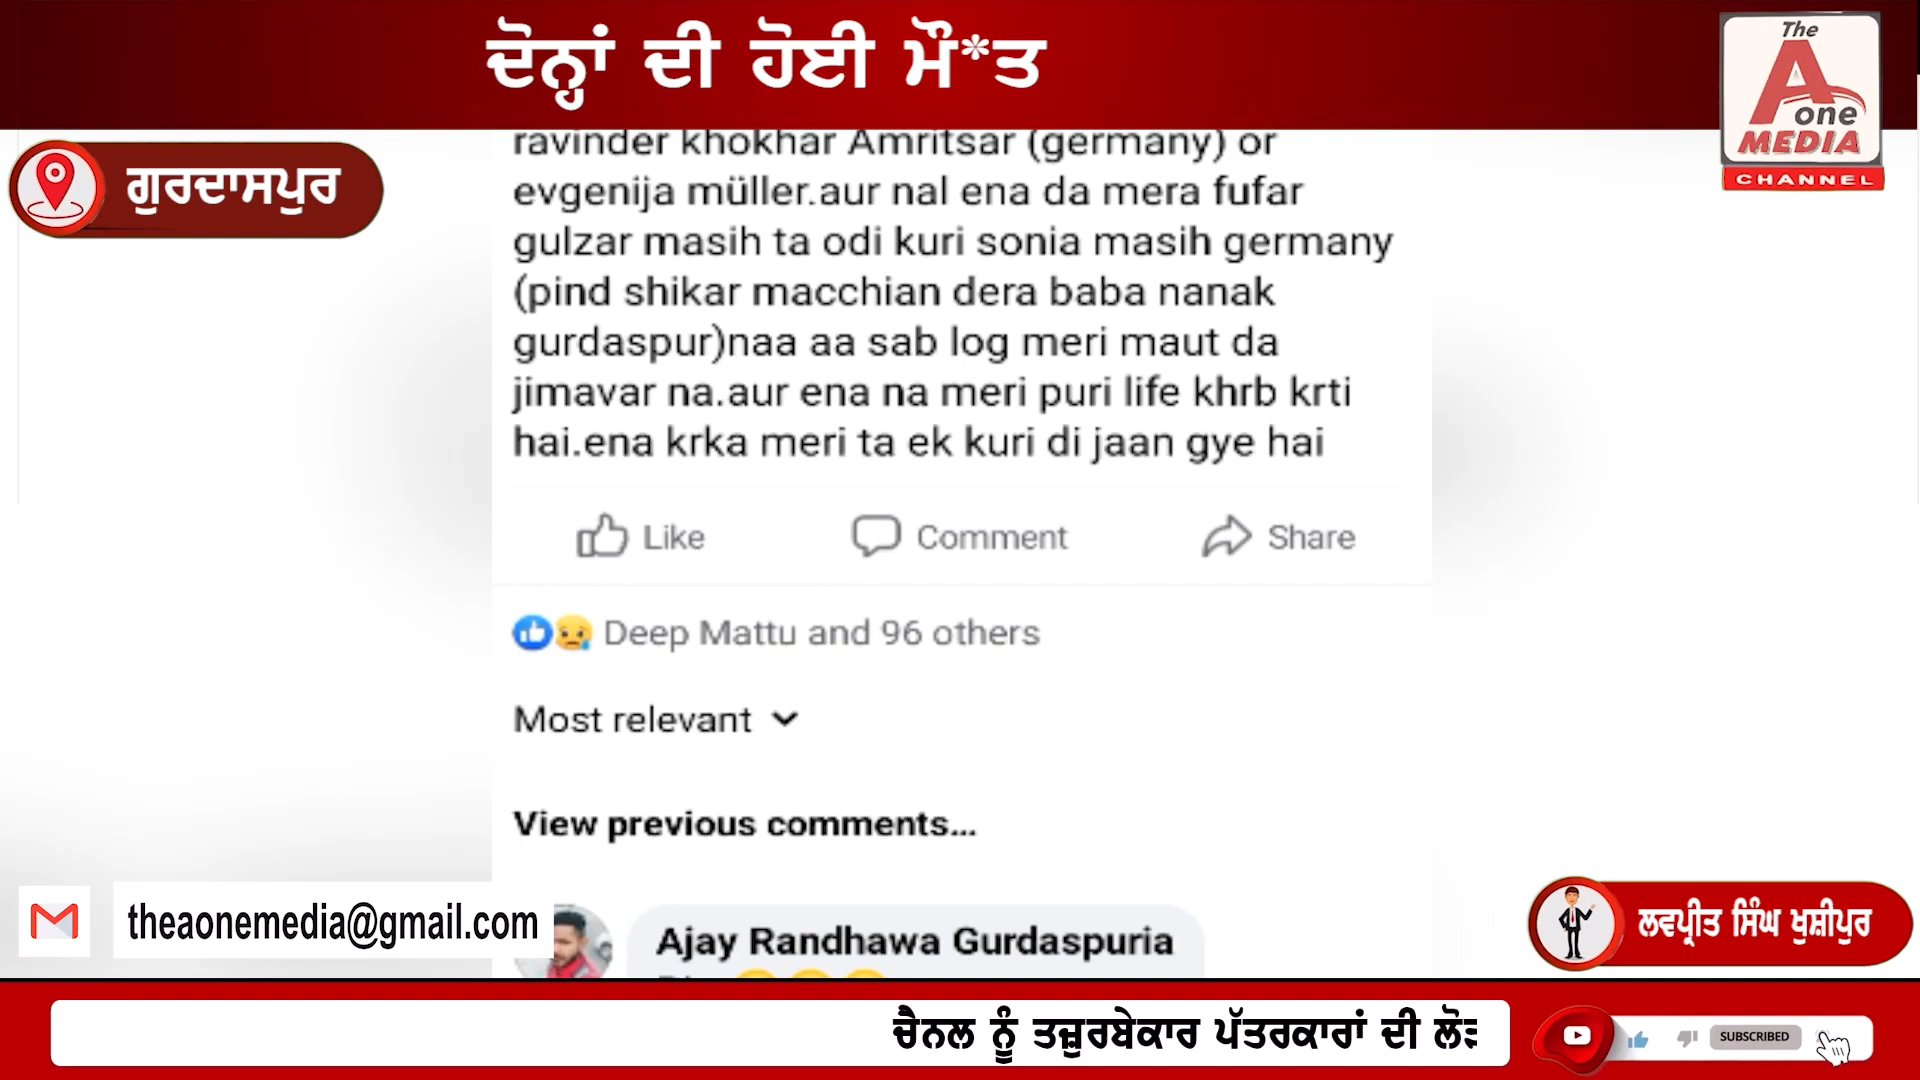 ਦੋਨ੍ਹਾਂ ਦੀ ਹੋਈ ਮੌ*ਤ
The
A
one
MEDIA
CHANNEL
ਗੁਰਦਾਸਪੁਰ
ravinder khokhar Amritsar (germany) or
evgenija müller.aur nal ena da mera fufar
gulzar masih ta odi kuri sonia masih germany
(pind shikar macchian dera baba nanak
gurdaspur)naa aa sab log meri maut da
jimavar na.aur ena na meri puri life khrb krti
hai.ena krka meri ta ek kuri di jaan gye hai
Like Comment Share
Deep Mattu and 96 others
Most relevant
View previous comments...
Ajay Randhawa Gurdaspuria
theaonemedia@gmail.com
ਲਵਪ੍ਰੀਤ ਸਿੰਘ ਖੁਸ਼ੀਪੁਰ
ਚੈਨਲ ਨੂੰ ਤਜ਼ੁਰਬੇਕਾਰ ਪੱਤਰਕਾਰਾਂ ਦੀ
SUBSCRIBED